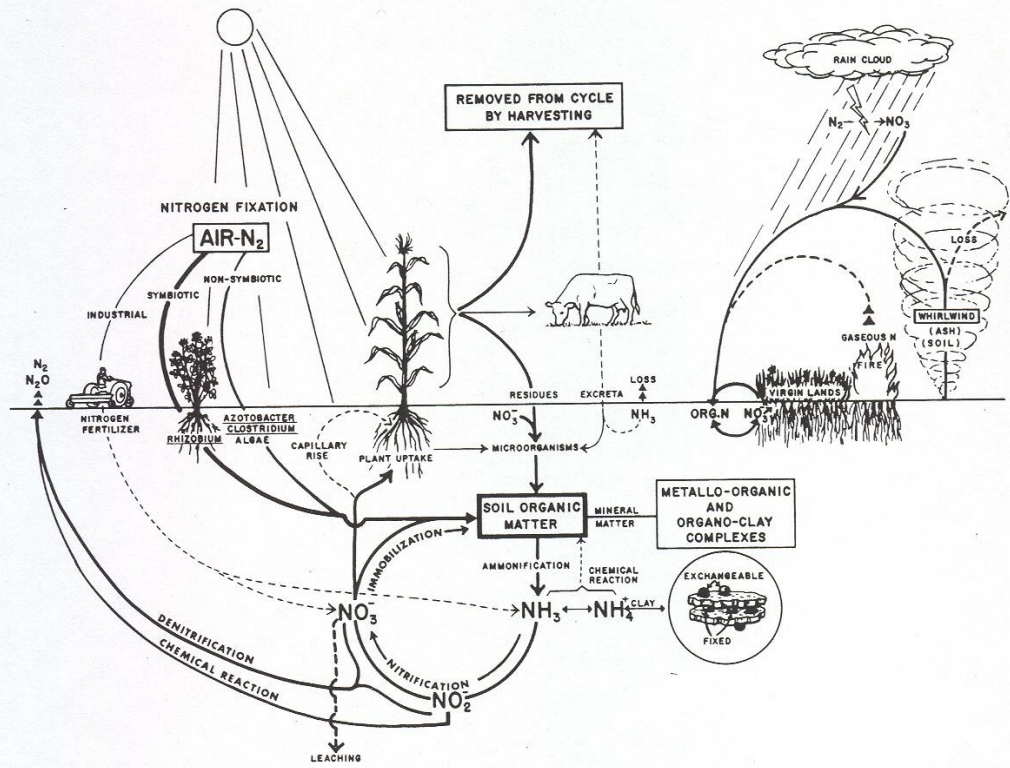 RAIN CLOUD
REMOVED FROM CYCLE
BY HARVESTING
N₂ → NO₃
NITROGEN FIXATION
AIR-N₂
NON-SYMBIOTIC
SYMBIOTIC
INDUSTRIAL
LOSS
WHIRLWIND
(ASH)
(SOIL)
GASEOUS N
FIRE
N₂
N₂O
VIRGIN LANDS
LOSS
RESIDUES
EXCRETA
NITROGEN
FERTILIZER
RHIZOBIUM
AZOTOBACTER
CLOSTRIDIUM
ALGAE
CAPILLARY
RISE
PLANT UPTAKE
NO₃⁻
NH₃
ORG.N
NO₃⁻
MICROORGANISMS
SOIL ORGANIC
MATTER
MINERAL
MATTER
METALLO-ORGANIC
AND
ORGANO-CLAY
COMPLEXES
IMMOBILIZATION
AMMONIFICATION
CHEMICAL
REACTION
EXCHANGEABLE
FIXED
NO₃⁻
NH₃
NH₄⁺
CLAY
DENITRIFICATION
CHEMICAL REACTION
NITRIFICATION
NO₂⁻
LEACHING